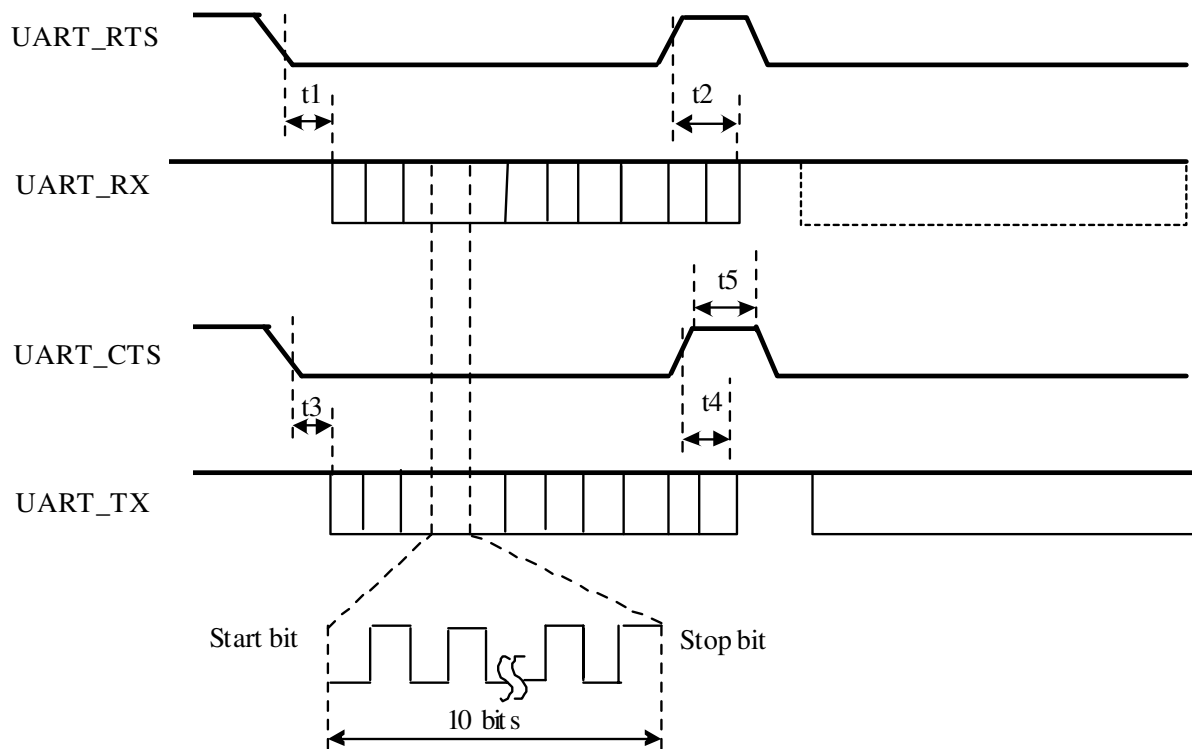 UART_RTS
t1
t2
UART_RX
t5
UART_CTS
t3
t4
UART_TX
Start bit
Stop bit
10 bits